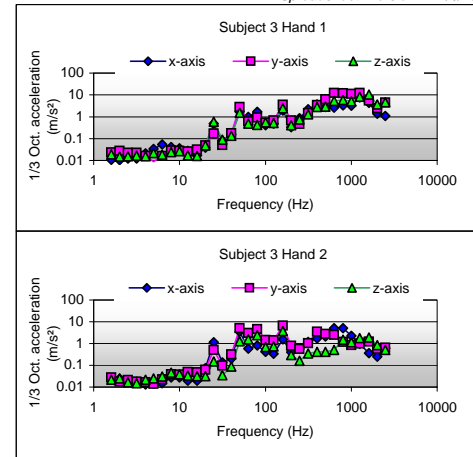 Subject 3 Hand 1
x-axis y-axis z-axis
1/3 Oct. acceleration
(m/s²)
100
10
1
0.1
0.01
1 10 100 1000 10000
Frequency (Hz)
Subject 3 Hand 2
x-axis y-axis z-axis
1/3 Oct. acceleration
(m/s²)
100
10
1
0.1
0.01
1 10 100 1000 10000
Frequency (Hz)